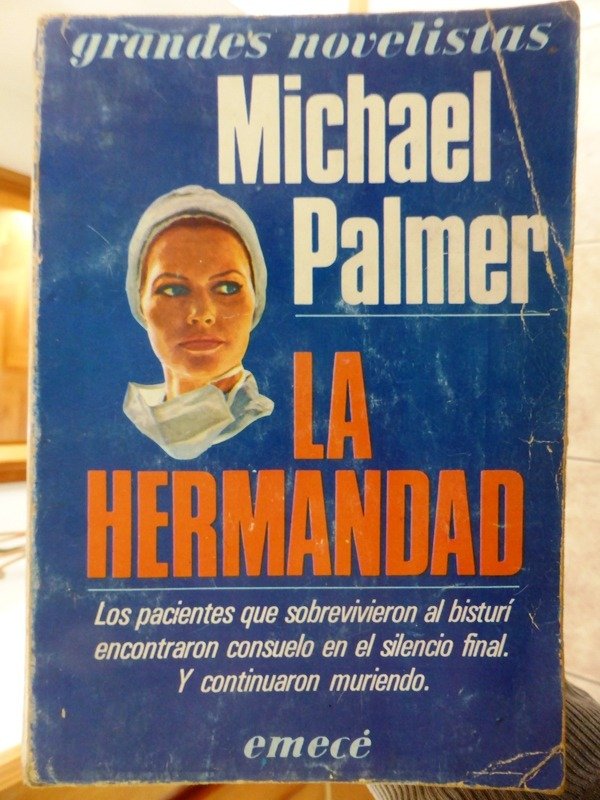 grandes novelistas
Michael
Palmer
LA
HERMANDAD
Los pacientes que sobrevivieron al bisturí
encontraron consuelo en el silencio final.
Y continuaron muriendo.
emecé